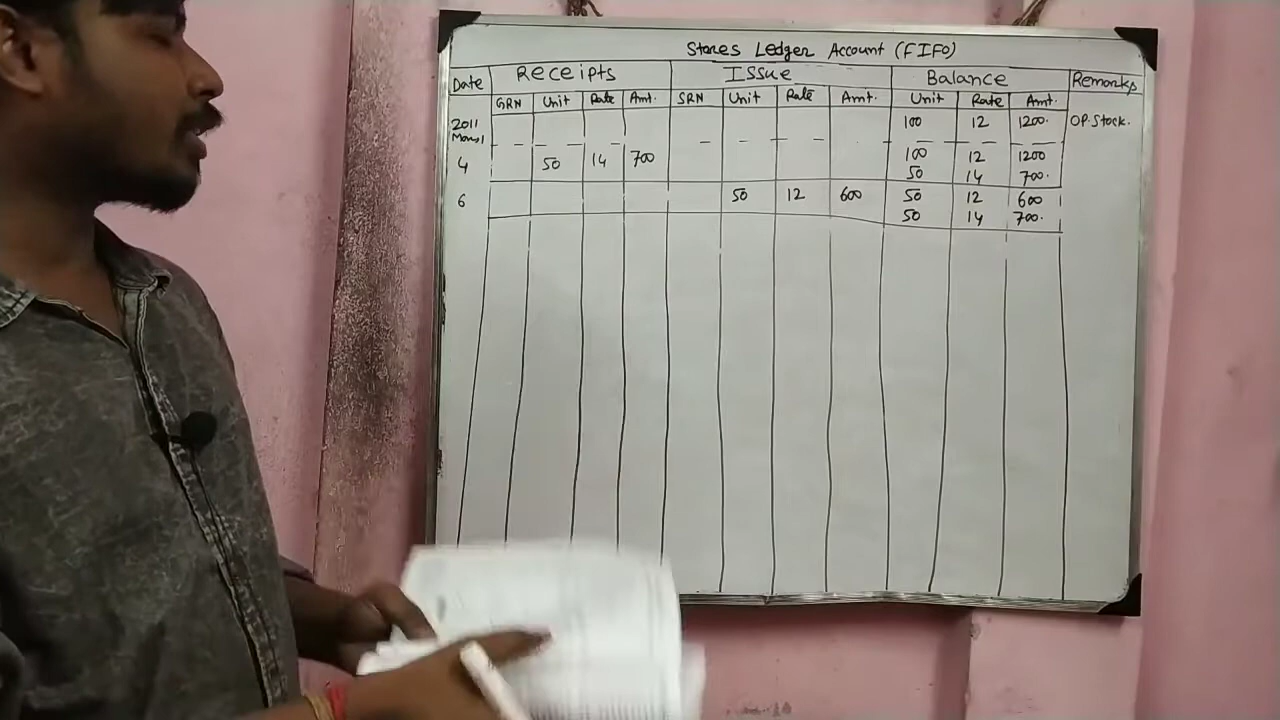 Stores Ledger Account (FIFO)
Date Receipts Issue Balance Remarks
GRN Unit Rate Amt. SRN Unit Rate Amt. Unit Rate Amt.
2011 100 12 1200. OP. Stock.
4 50 14 700 100 12 1200
50 14 700.
6 50 12 600 50 12 600
50 14 700.